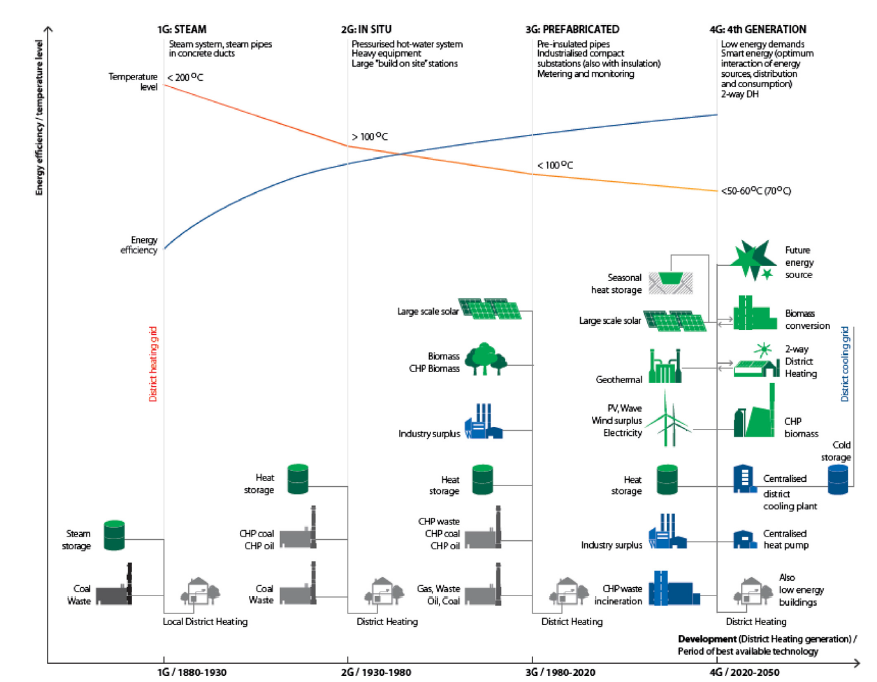 1G: STEAM
Steam system, steam pipes
in concrete ducts
2G: IN SITU
Pressurised hot-water system
Heavy equipment
Large "build on site" stations
3G: PREFABRICATED
Pre-insulated pipes
Industrialised compact
substations (also with insulation)
Metering and monitoring
4G: 4th GENERATION
Low energy demands
Smart energy (optimum
interaction of energy
sources, distribution
and consumption)
2-way DH
Energy efficiency / temperature level
Temperature
level
< 200 °C
> 100 °C
< 100 °C
<50-60°C (70°C)
Energy
efficiency
District heating grid
District cooling grid
Seasonal
heat storage
Future
energy
source
Large scale solar
Large scale solar
Biomass
conversion
Biomass
CHP Biomass
Geothermal
2-way
District
Heating
Industry surplus
PV, Wave
Wind surplus
Electricity
CHP
biomass
Cold
storage
Heat
storage
Heat
storage
Heat
storage
Centralised
district
cooling plant
Steam
storage
CHP coal
CHP oil
CHP waste
CHP coal
CHP oil
Industry surplus
Centralised
heat pump
Coal
Waste
Coal
Waste
Gas, Waste
Oil, Coal
CHP waste
incineration
Also
low energy
buildings
Local District Heating
District Heating
District Heating
District Heating
Development (District Heating generation) /
Period of best available technology
1G / 1880-1930
2G / 1930-1980
3G / 1980-2020
4G / 2020-2050